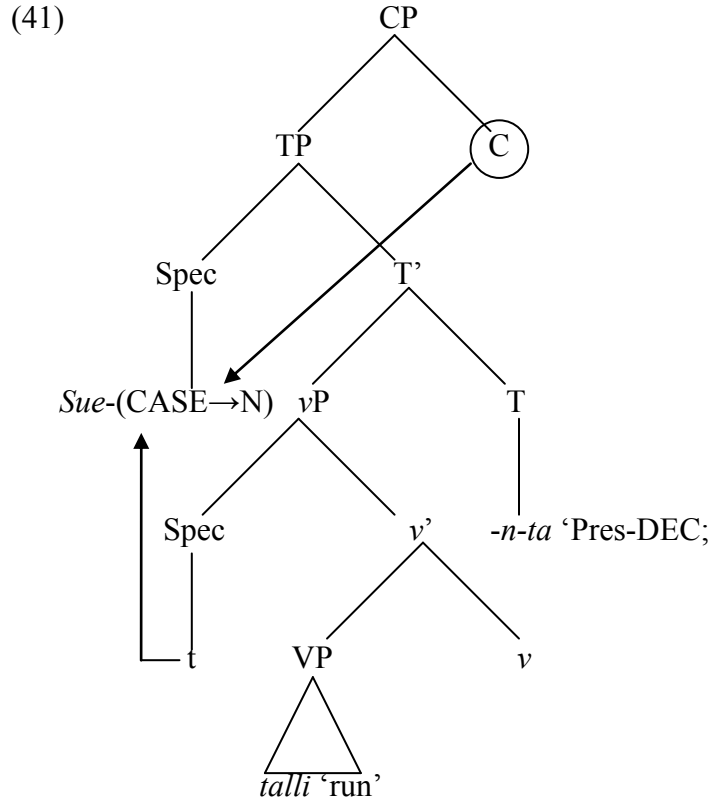 (41)
CP
TP C
Spec T’
Sue-(CASE→N) vP T
Spec v’ -n-ta ‘Pres-DEC;
t VP v
talli ‘run’